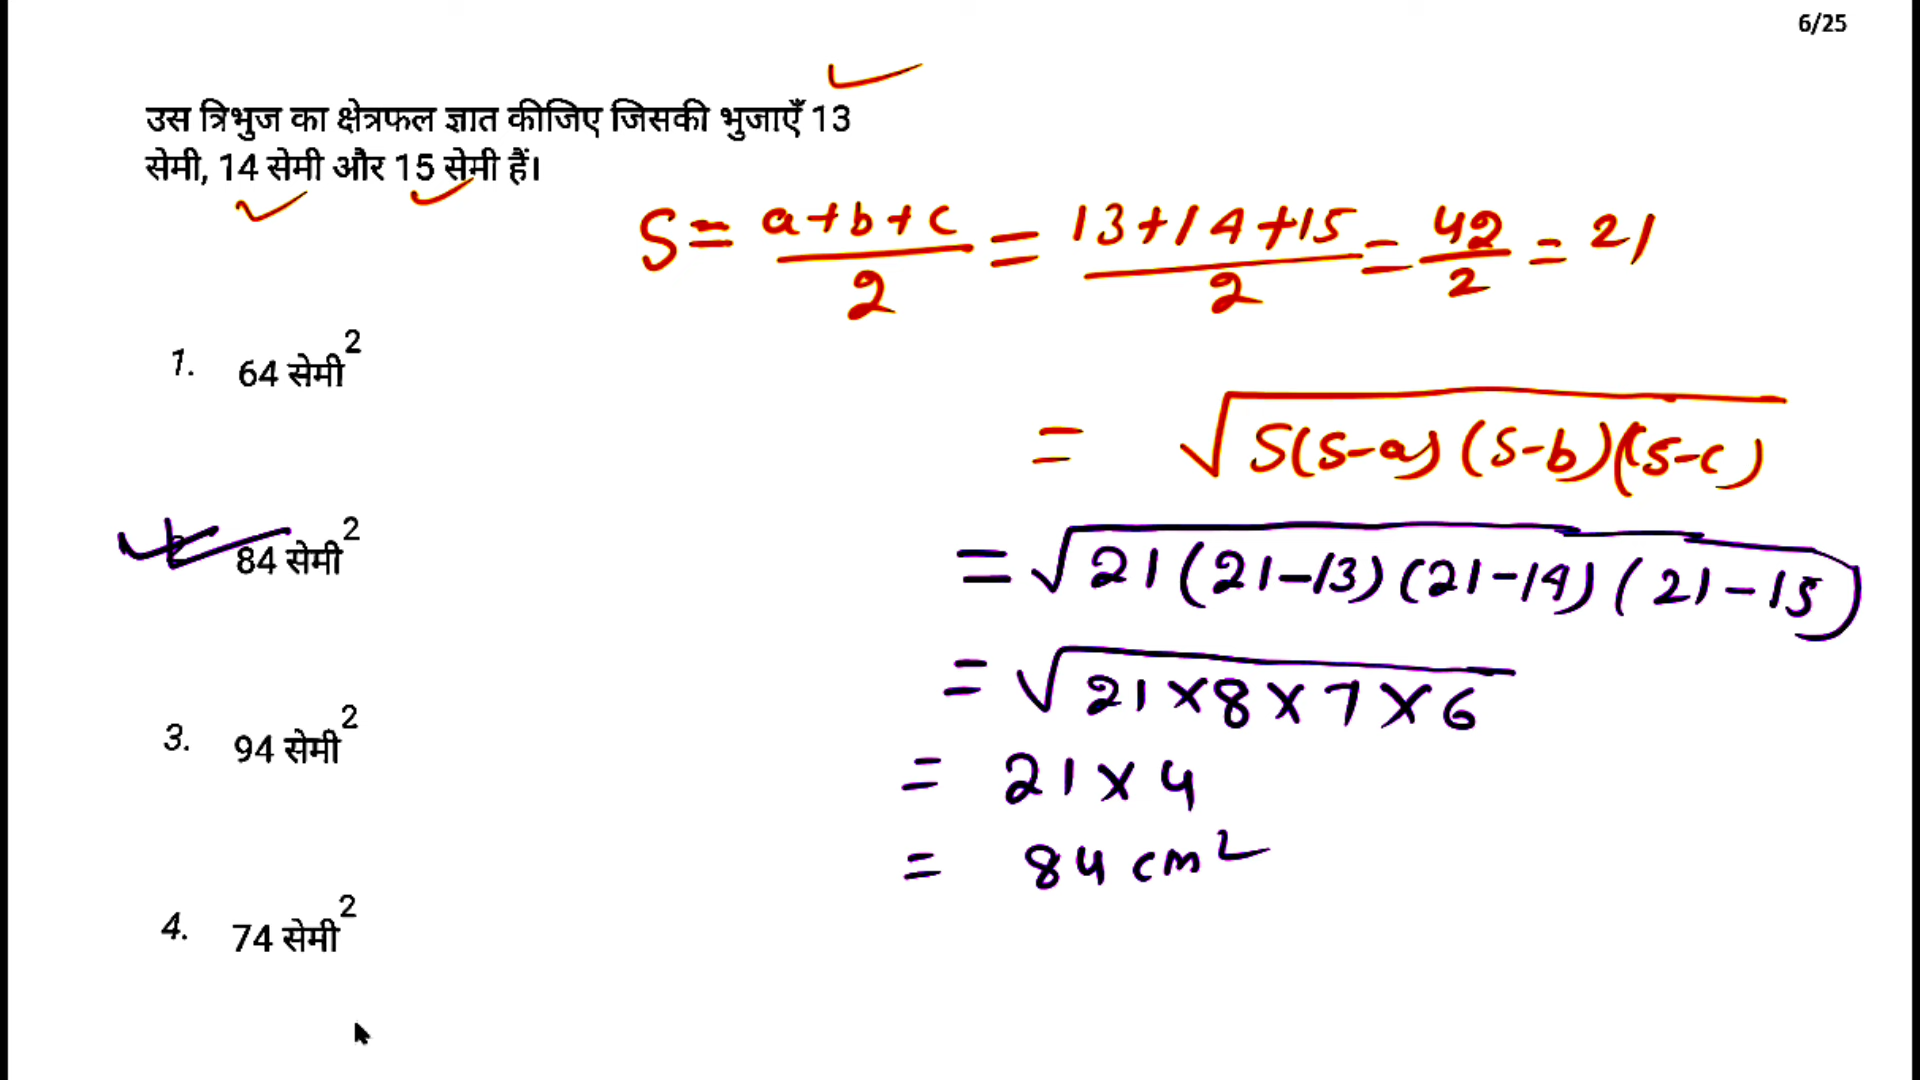 6/25
उस त्रिभुज का क्षेत्रफल ज्ञात कीजिए जिसकी भुजाएँ 13
सेमी, 14 सेमी और 15 सेमी हैं।
S = a+b+c/2 = 13+14+15/2 = 42/2 = 21
1. 64 सेमी²
= √S(S-a)(S-b)(S-c)
84 सेमी²
= √21(21-13)(21-14)(21-15)
= √21×8×7×6
3. 94 सेमी²
= 21×4
= 84 cm²
4. 74 सेमी²